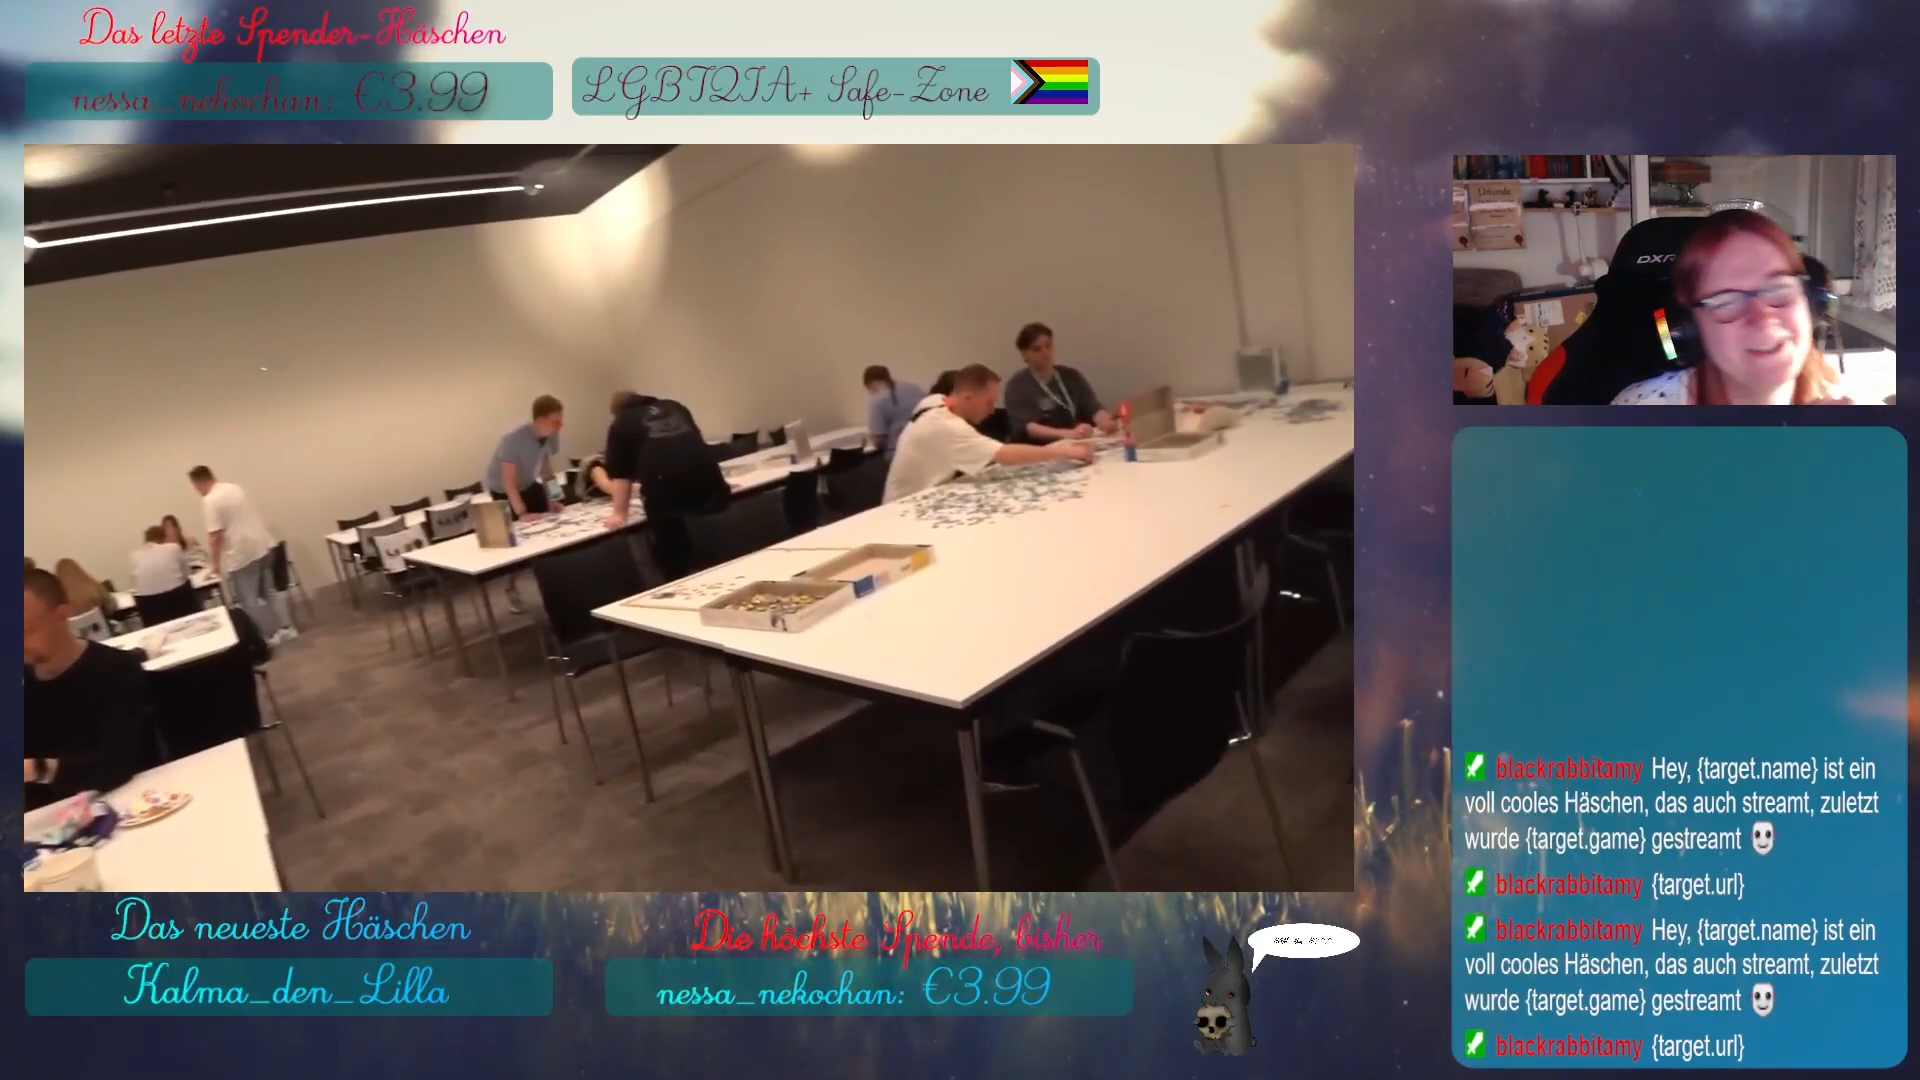 Das letzte Spender-Häschen
nessa_nekochan: €3.99
LGBTQIA+ Safe-Zone
Urkunde
DXR
blackrabbitamy Hey, {target.name} ist ein
voll cooles Häschen, das auch streamt, zuletzt
wurde {target.game} gestreamt
blackrabbitamy {target.url}
blackrabbitamy Hey, {target.name} ist ein
voll cooles Häschen, das auch streamt, zuletzt
wurde {target.game} gestreamt
blackrabbitamy {target.url}
Das neueste Häschen
Kalma_den_Lilla
Die höchste Spende, bisher
nessa_nekochan: €3.99